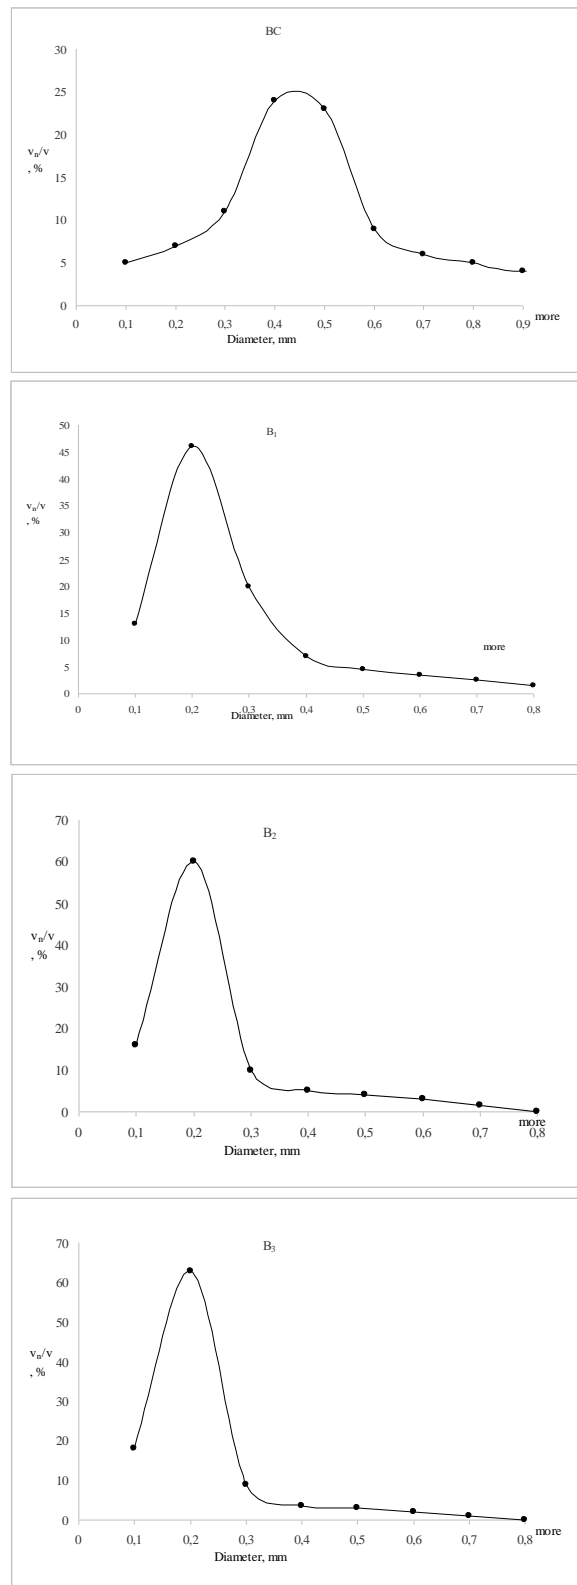 BC
30
25
20
vₙ/v
, %
15
10
5
0
0 0,1 0,2 0,3 0,4 0,5 0,6 0,7 0,8 0,9 more
Diameter, mm
B₁
50
45
40
35
vₙ/v
, %
30
25
20
15
10
more
5
0
0 0,1 0,2 0,3 0,4 0,5 0,6 0,7 0,8
Diameter, mm
70
B₂
60
50
vₙ/v
40
, %
30
20
10
0
more
0 0,1 0,2 0,3 0,4 0,5 0,6 0,7 0,8
Diameter, mm
70
B₃
60
50
vₙ/v
40
, %
30
20
10
0
0 0,1 0,2 0,3 0,4 0,5 0,6 0,7 0,8 more
Diameter, mm